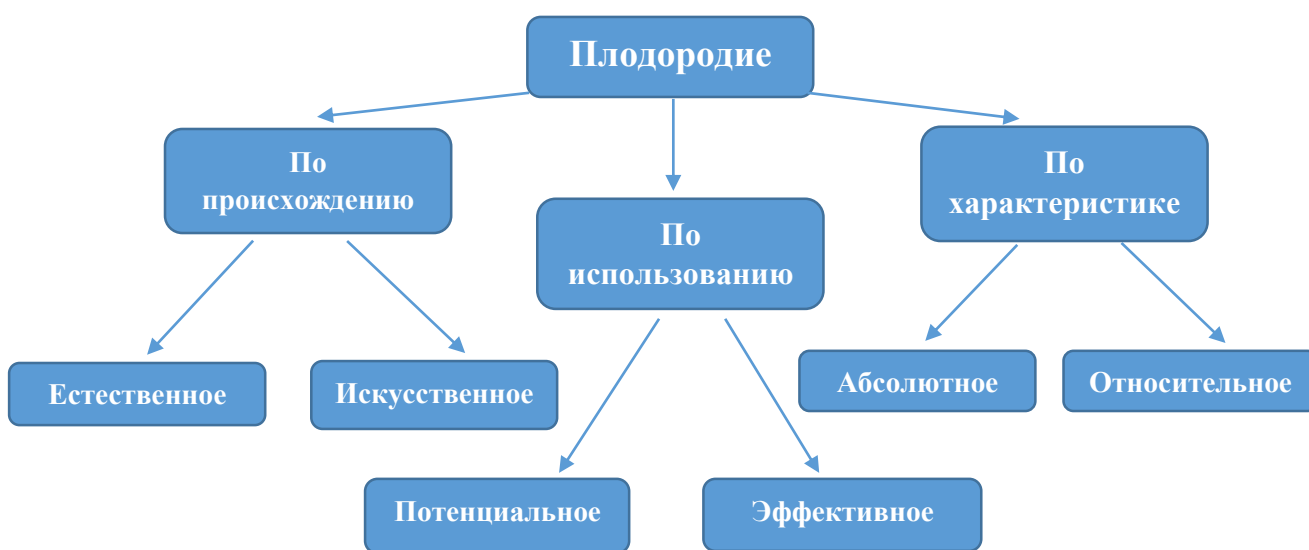 Плодородие
По
происхождению
По
использованию
По
характеристике
Естественное
Искусственное
Потенциальное
Эффективное
Абсолютное
Относительное